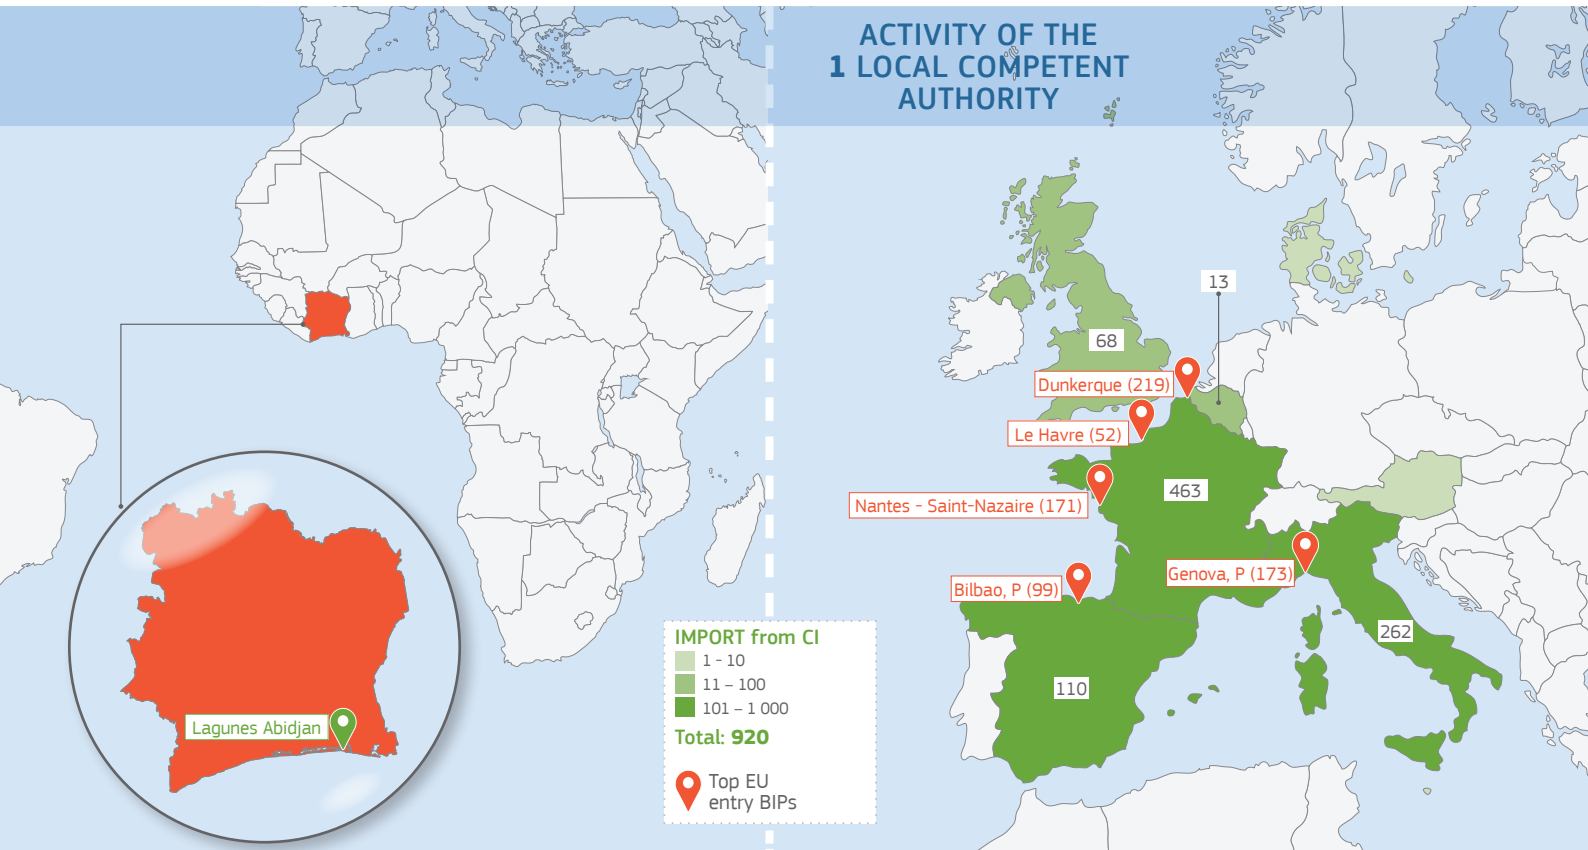 ACTIVITY OF THE
1 LOCAL COMPETENT
AUTHORITY
13
68
Dunkerque (219)
Le Havre (52)
463
Nantes - Saint-Nazaire (171)
Genova, P (173)
Bilbao, P (99)
262
110
Lagunes Abidjan
IMPORT from CI
1 - 10
11 – 100
101 – 1 000
Total: 920
Top EU
entry BIPs